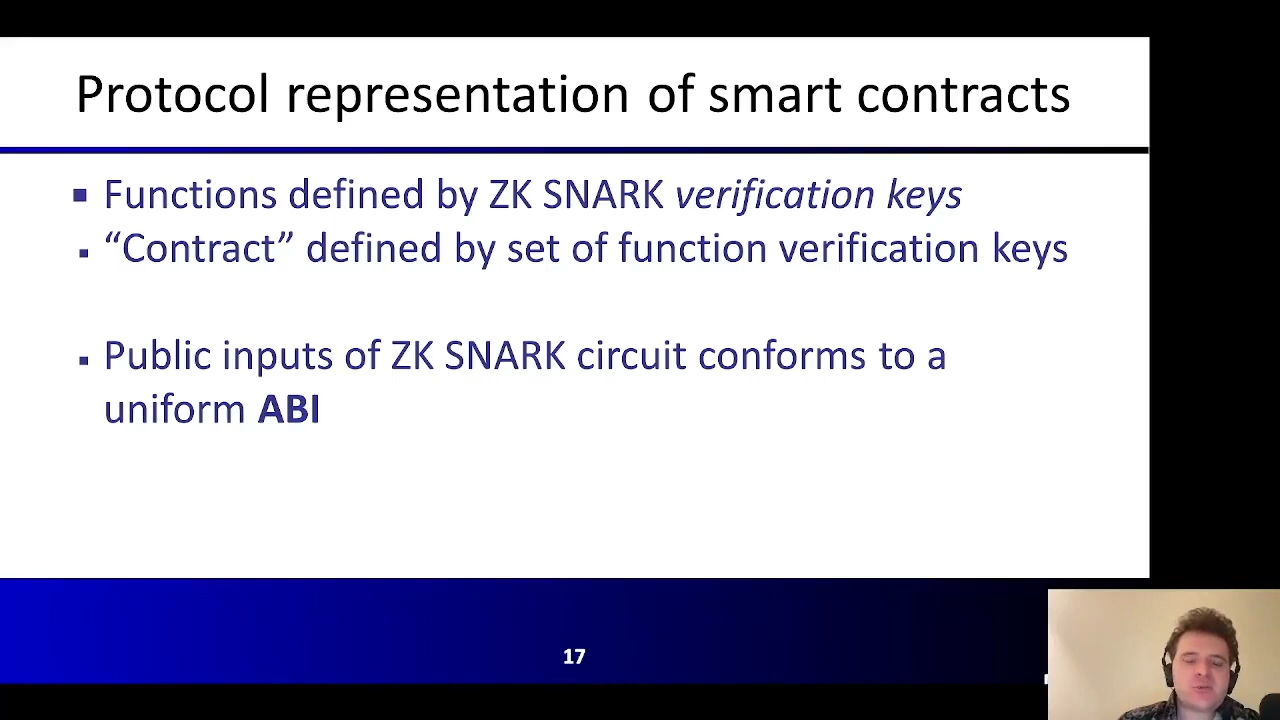 Protocol representation of smart contracts
▪ Functions defined by ZK SNARK verification keys
▪ “Contract” defined by set of function verification keys
▪ Public inputs of ZK SNARK circuit conforms to a
uniform ABI
17